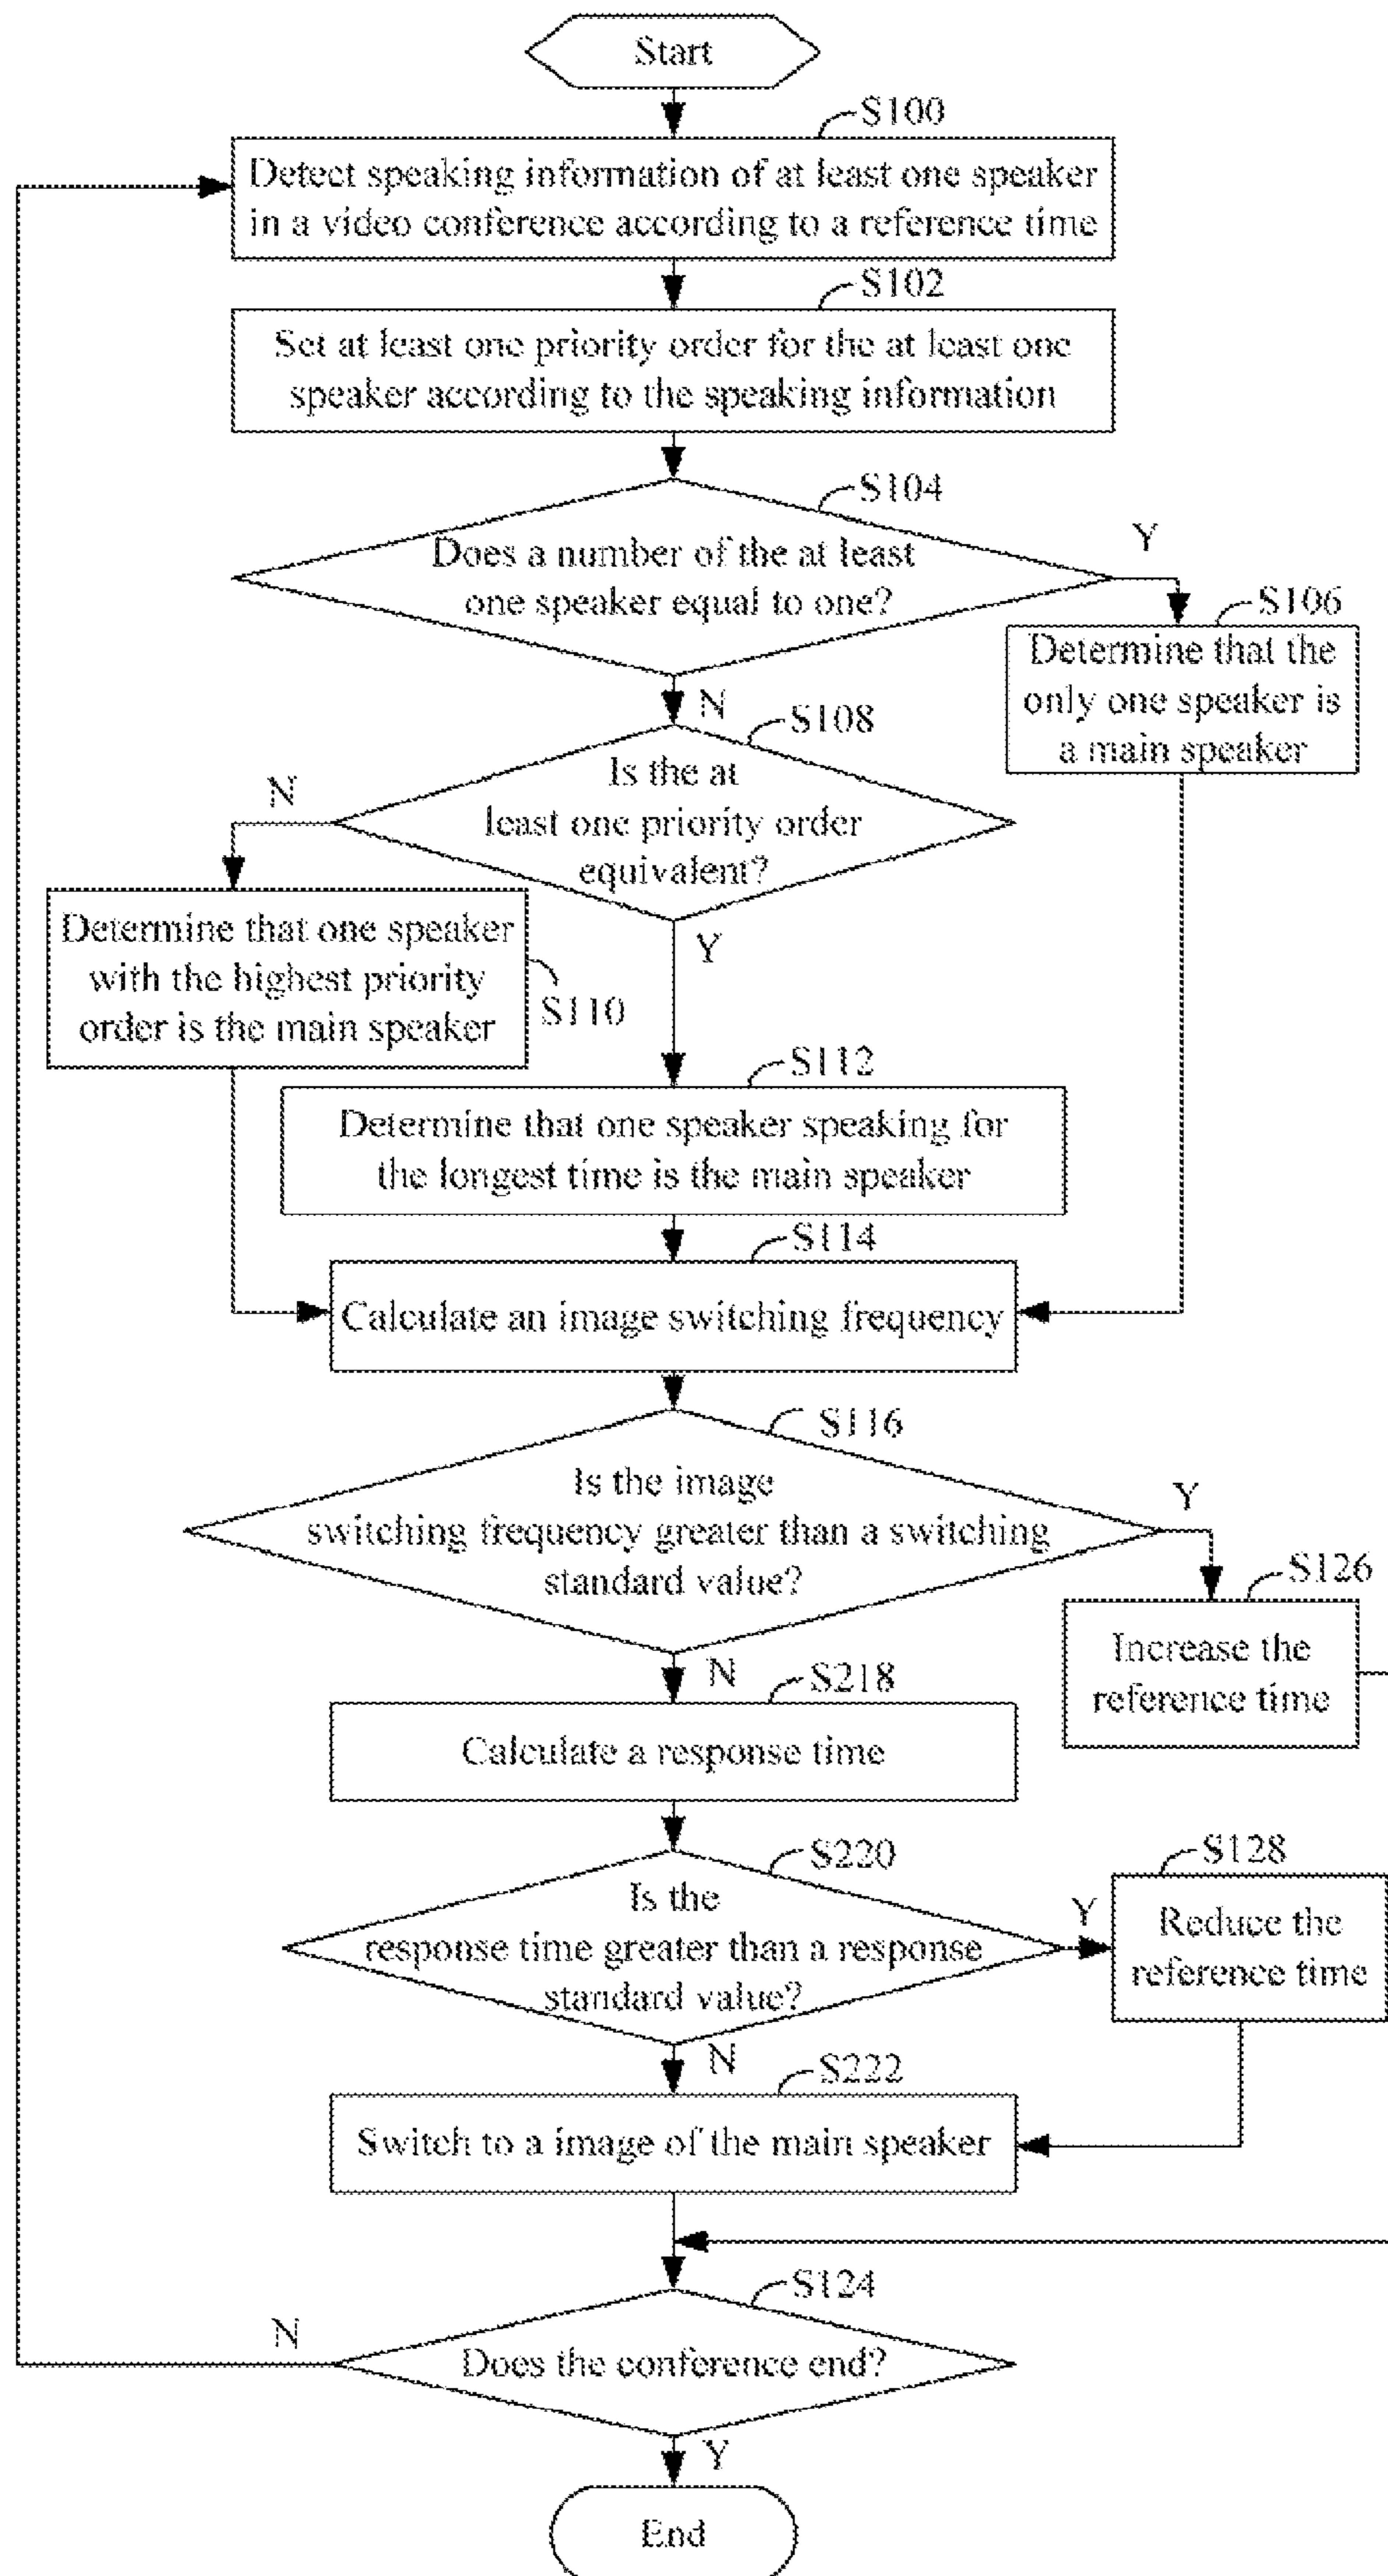 Start
S100
Detect speaking information of at least one speaker
in a video conference according to a reference time
S102
Set at least one priority order for the at least one
speaker according to the speaking information
S104
Does a number of the at least
one speaker equal to one?
Y
S106
Determine that the
only one speaker is
a main speaker
N
S108
Is the at
least one priority order
equivalent?
N
Determine that one speaker
with the highest priority
order is the main speaker
S110
Y
S112
Determine that one speaker speaking for
the longest time is the main speaker
S114
Calculate an image switching frequency
S116
Is the image
switching frequency greater than a switching
standard value?
Y
S126
Increase the
reference time
N
S218
Calculate a response time
S220
Is the
response time greater than a response
standard value?
Y
S128
Reduce the
reference time
N
S222
Switch to a image of the main speaker
S124
Does the conference end?
N
Y
End